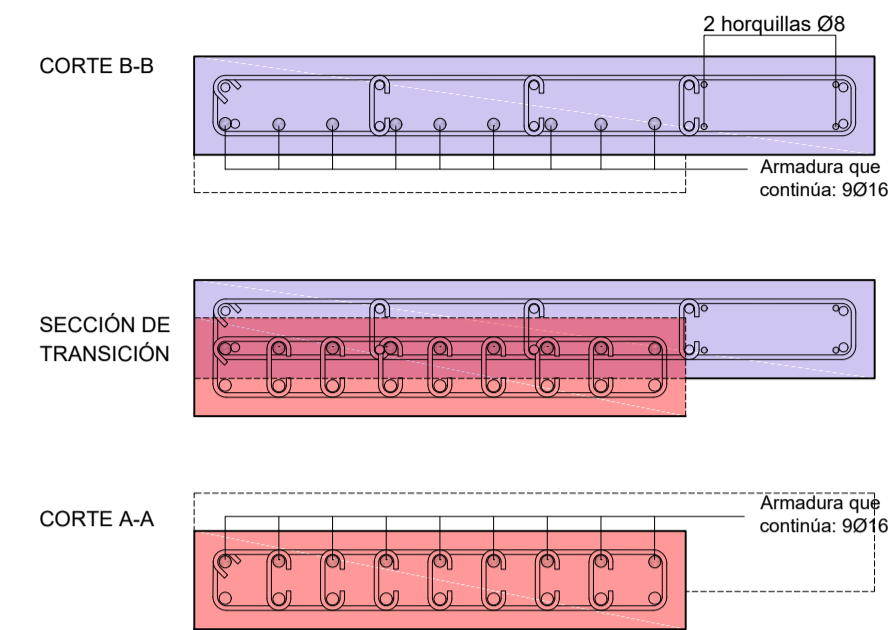 2 horquillas Ø8
CORTE B-B
Armadura que
continúa: 9Ø16
SECCIÓN DE
TRANSICIÓN
CORTE A-A
Armadura que
continúa: 9Ø16